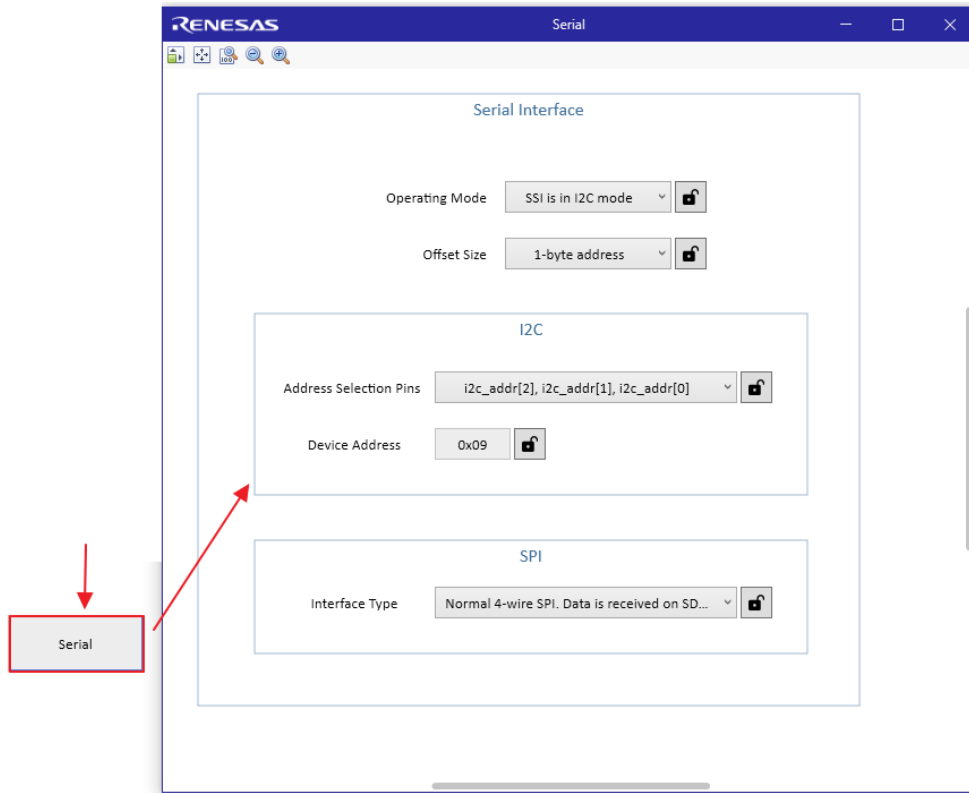 RENESAS
Serial
Serial Interface
Operating Mode
SSI is in I2C mode
Offset Size
1-byte address
I2C
Address Selection Pins
i2c_addr[2], i2c_addr[1], i2c_addr[0]
Device Address
0x09
SPI
Interface Type
Normal 4-wire SPI. Data is received on SD...
Serial